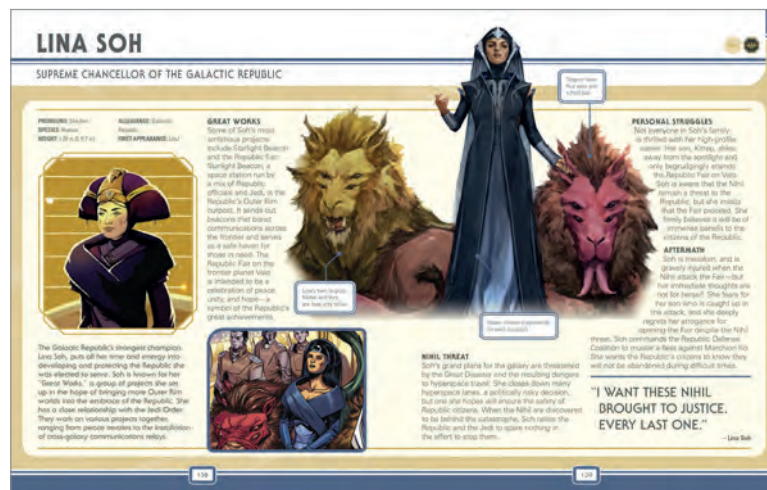 LINA SOH
SUPREME CHANCELLOR OF THE GALACTIC REPUBLIC
PRONOUNS:
SPECIES:
HEIGHT:
ALLEGIANCE: Galactic
Republic
FIRST APPEARANCE:
The Galactic Republic's strongest champion,
Lina Soh, puts all her time and energy into
developing and protecting the Republic she
was elected to serve. Soh is known for her
"Great Works," a group of projects she set
up in the hope of bringing more Outer Rim
worlds into the embrace of the Republic. She
has a close relationship with the Jedi Order.
They work on various projects together,
ranging from peace treaties to the installation
of cross-galaxy communications relays.
GREAT WORKS
Some of Soh's most
ambitious projects
include Starlight Beacon
and the Republic Fair.
Starlight Beacon, a
space station run by
a mix of Republic
officials and Jedi, is the
Republic's Outer Rim
outpost. It sends out
beacons that boost
communications across
the frontier and serves
as a safe haven for
those in need. The
Republic Fair on the
frontier planet Valo
is intended to be a
celebration of peace,
unity, and hope—a
symbol of the Republic's
great achievements.
NIHIL THREAT
Soh's grand plans for the galaxy are threatened
by the Great Disaster and the resulting dangers
to hyperspace travel. She closes down many
hyperspace lanes, a politically risky decision,
but one she hopes will ensure the safety of
Republic citizens. When the Nihil are discovered
to be behind the catastrophe, Soh rallies the
Republic and the Jedi to spare nothing in
the effort to stop them.
PERSONAL STRUGGLES
Not everyone in Soh's family
is thrilled with her high-profile
career. Her son, Kitrep, shies
away from the spotlight and
only begrudgingly attends
the Republic Fair on Valo.
Soh is aware that the Nihil
remain a threat to the
Republic, but she insists
that the Fair proceed. She
firmly believes it will be of
immense benefit to the
citizens of the Republic.
AFTERMATH
Soh is mistaken, and is
gravely injured when the
Nihil attack the Fair—but
her immediate thoughts are
not for herself. She fears for
her son who is caught up in
the attack, and she deeply
regrets her arrogance for
opening the Fair despite the Nihil
threat. Soh commands the Republic Defense
Coalition to muster a fleet against Marchion Ro.
She wants the Republic's citizens to know they
will not be abandoned during difficult times.
"I WANT THESE NIHIL
BROUGHT TO JUSTICE.
EVERY LAST ONE."
– Lina Soh
138
139